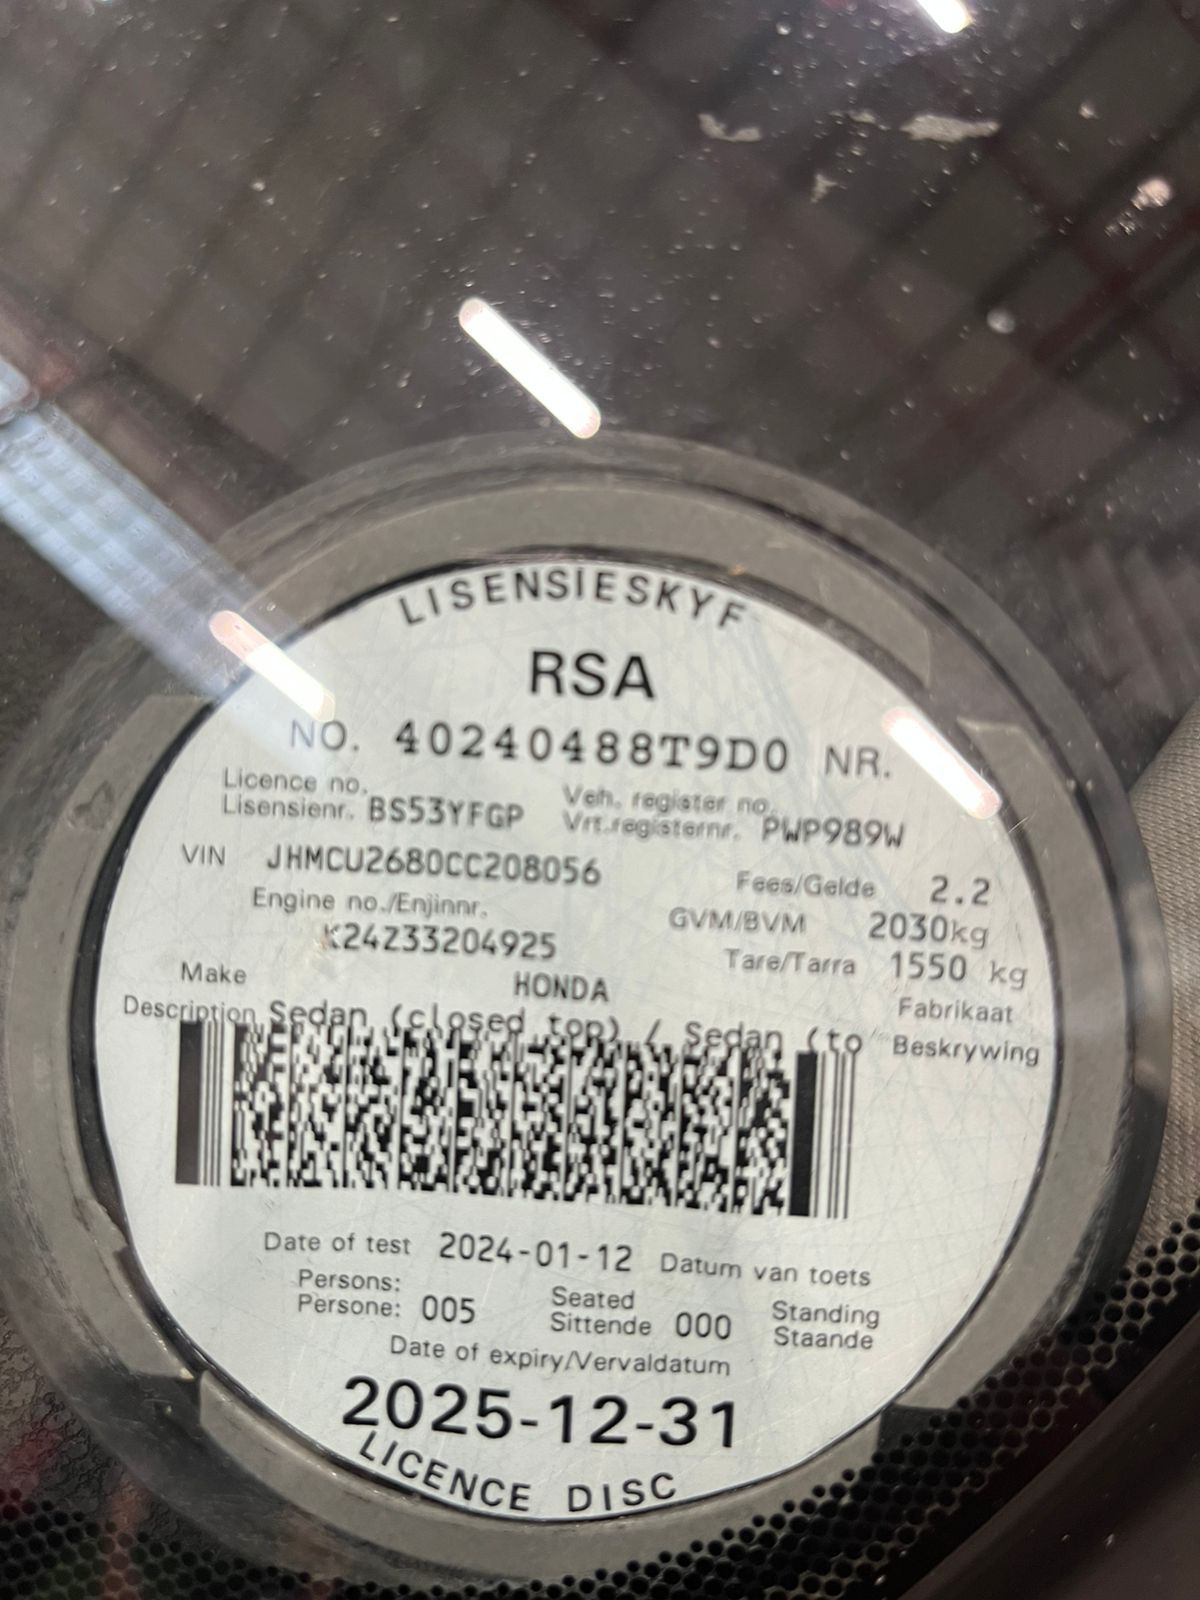 LISENSIESKYF
RSA
NO. 40240488T9D0 NR.
Licence no.
Lisensienr. BS53YFGP
Veh. register no.
Vrt.registernr. PWP989W
VIN JHMCU2680CC208056
Fees/Gelde 2.2
Engine no./Enjinnr.
K24Z33204925
GVM/BVM 2030kg
Tare/Tarra 1550 kg
Make HONDA Fabrikaat
Description Sedan (closed top) / Sedan (to Beskrywing
Date of test 2024-01-12 Datum van toets
Persons:
Persone: 005
Seated
Sittende 000
Standing
Staande
Date of expiry/Vervaldatum
2025-12-31
LICENCE DISC